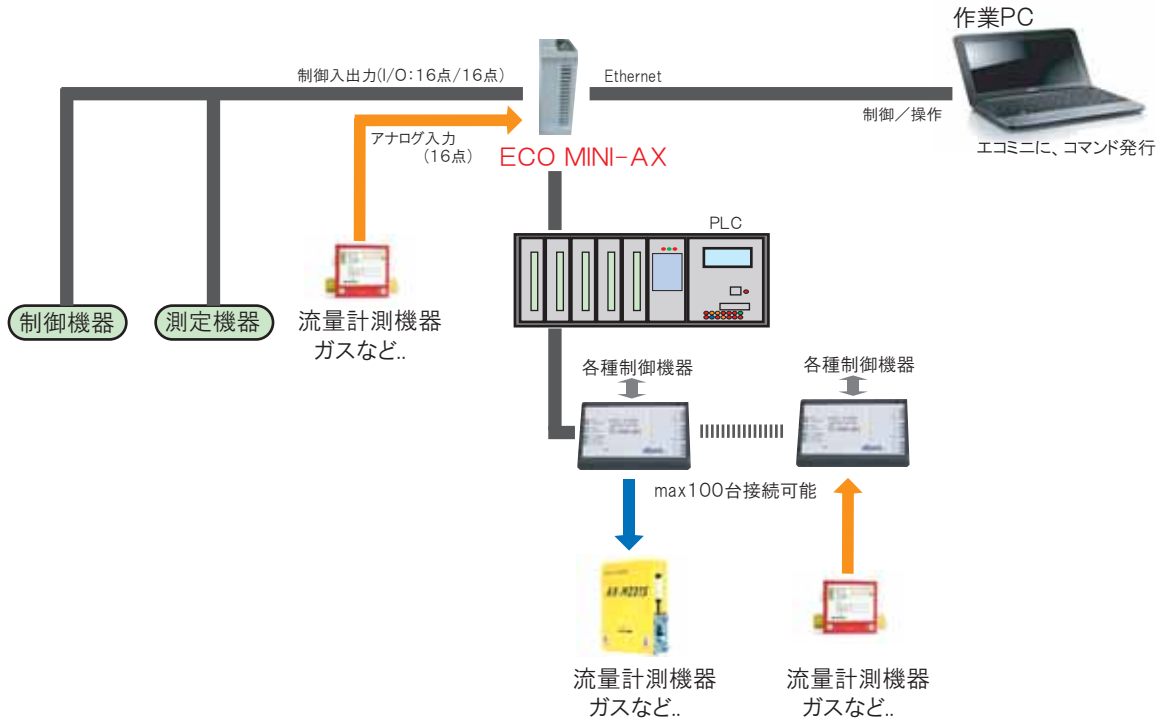 作業PC
制御入出力(I/O：16点/16点)
Ethernet
制御／操作
アナログ入力
(16点)
ECO MINI-AX
エコミニに、コマンド発行
PLC
制御機器
測定機器
流量計測機器
ガスなど..
各種制御機器
各種制御機器
max100台接続可能
流量計測機器
ガスなど..
流量計測機器
ガスなど..